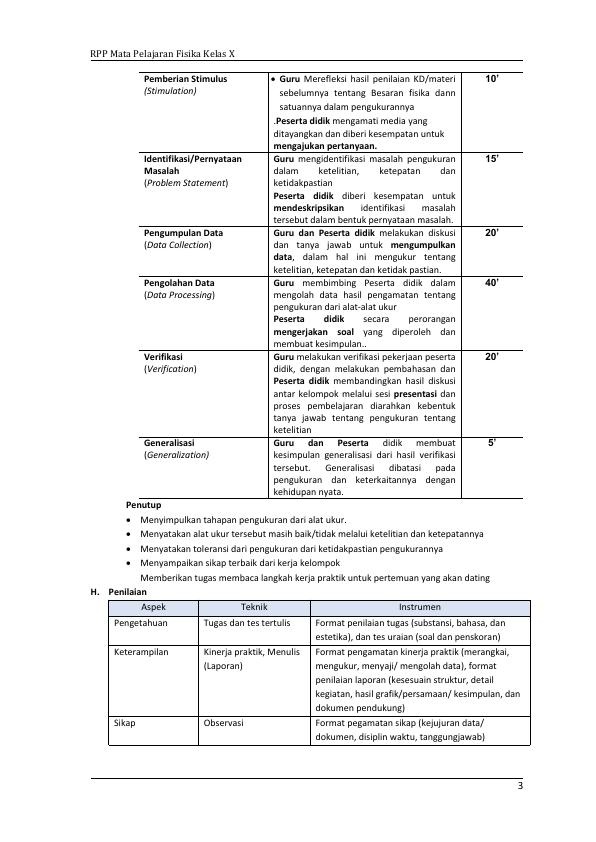 RPP Mata Pelajaran Fisika Kelas X
Pemberian Stimulus
(Stimulation)
• Guru Merefleksi hasil penilaian KD/materi
sebelumnya tentang Besaran fisika dann
satuannya dalam pengukurannya
.Peserta didik mengamati media yang
ditayangkan dan diberi kesempatan untuk
mengajukan pertanyaan.
10’
Identifikasi/Pernyataan
Masalah
(Problem Statement)
Guru mengidentifikasi masalah pengukuran
dalam ketelitian, ketepatan dan
ketidakpastian
Peserta didik diberi kesempatan untuk
mendeskripsikan identifikasi masalah
tersebut dalam bentuk pernyataan masalah.
15’
Pengumpulan Data
(Data Collection)
Guru dan Peserta didik melakukan diskusi
dan tanya jawab untuk mengumpulkan
data, dalam hal ini mengukur tentang
ketelitian, ketepatan dan ketidak pastian.
20’
Pengolahan Data
(Data Processing)
Guru membimbing Peserta didik dalam
mengolah data hasil pengamatan tentang
pengukuran dari alat-alat ukur
Peserta didik secara perorangan
mengerjakan soal yang diperoleh dan
membuat kesimpulan..
40’
Verifikasi
(Verification)
Guru melakukan verifikasi pekerjaan peserta
didik, dengan melakukan pembahasan dan
Peserta didik membandingkan hasil diskusi
antar kelompok melalui sesi presentasi dan
proses pembelajaran diarahkan kebentuk
tanya jawab tentang pengukuran tentang
ketelitian
20’
Generalisasi
(Generalization)
Guru dan Peserta didik membuat
kesimpulan generalisasi dari hasil verifikasi
tersebut. Generalisasi dibatasi pada
pengukuran dan keterkaitannya dengan
kehidupan nyata.
5’
Penutup
• Menyimpulkan tahapan pengukuran dari alat ukur.
• Menyatakan alat ukur tersebut masih baik/tidak melalui ketelitian dan ketepatannya
• Menyatakan toleransi dari pengukuran dari ketidakpastian pengukurannya
• Menyampaikan sikap terbaik dari kerja kelompok
Memberikan tugas membaca langkah kerja praktik untuk pertemuan yang akan dating
H. Penilaian
Aspek Teknik Instrumen
Pengetahuan
Tugas dan tes tertulis
Format penilaian tugas (substansi, bahasa, dan
estetika), dan tes uraian (soal dan penskoran)
Keterampilan
Kinerja praktik, Menulis
(Laporan)
Format pengamatan kinerja praktik (merangkai,
mengukur, menyaji/ mengolah data), format
penilaian laporan (kesesuain struktur, detail
kegiatan, hasil grafik/persamaan/ kesimpulan, dan
dokumen pendukung)
Sikap
Observasi
Format pegamatan sikap (kejujuran data/
dokumen, disiplin waktu, tanggungjawab)
3